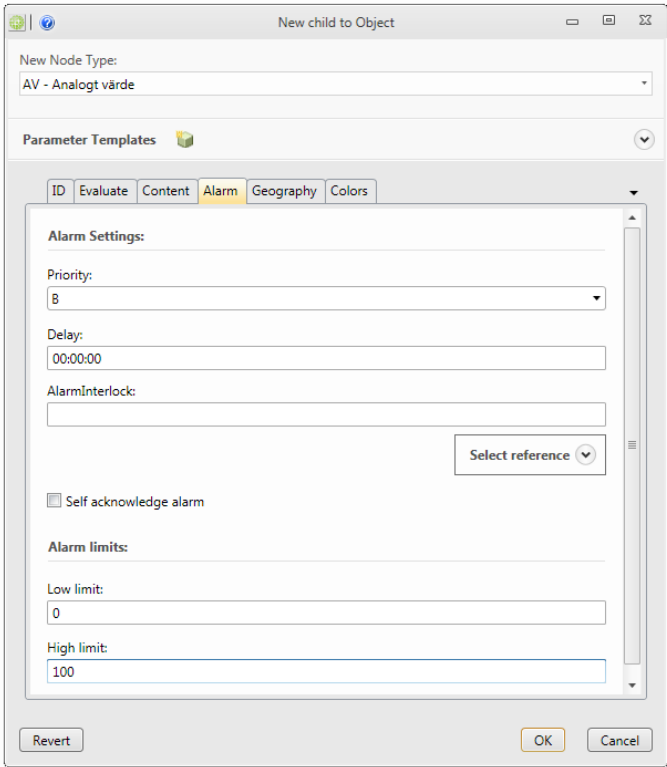 New child to Object
New Node Type:
AV - Analogt värde
Parameter Templates
ID Evaluate Content Alarm Geography Colors
Alarm Settings:
Priority:
B
Delay:
00:00:00
AlarmInterlock:
Select reference
Self acknowledge alarm
Alarm limits:
Low limit:
0
High limit:
100
Revert OK Cancel